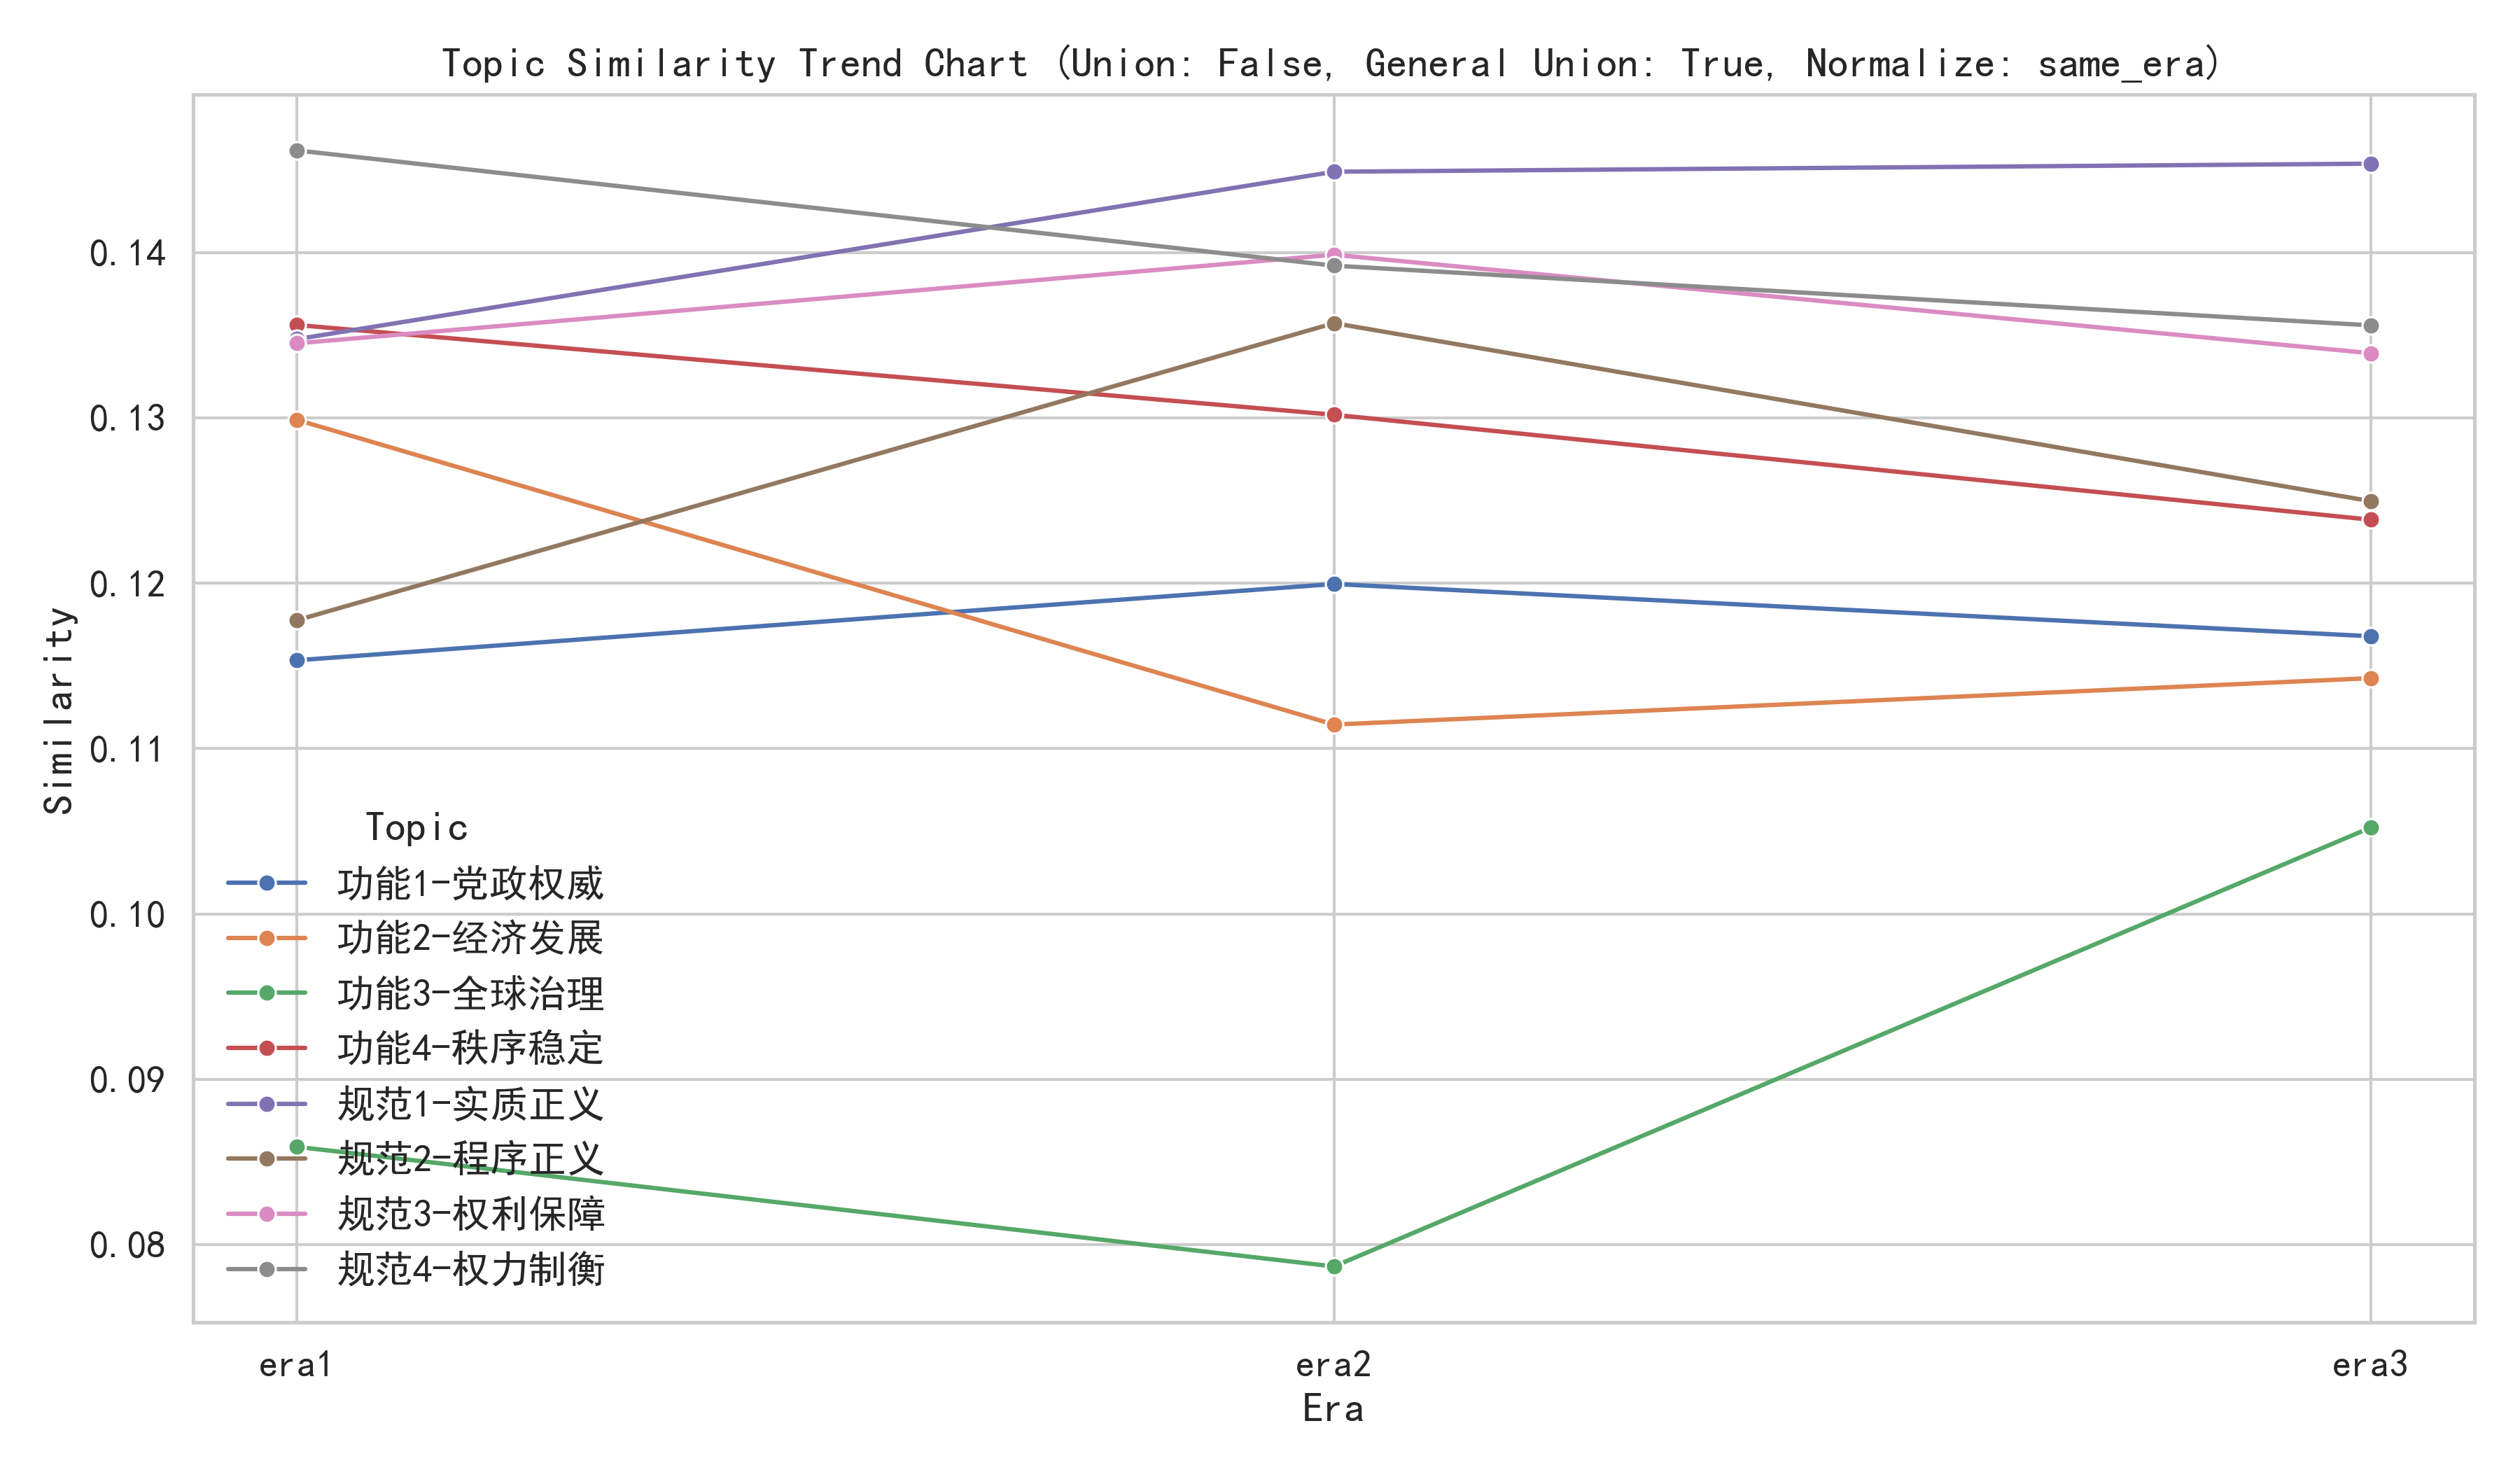 Topic Similarity Trend Chart (Union: False, General Union: True, Normalize: same_era)
0.14
0.13
0.12
0.11
0.10
0.09
0.08
Similarity
Topic
功能1-党政权威
功能2-经济发展
功能3-全球治理
功能4-秩序稳定
规范1-实质正义
规范2-程序正义
规范3-权利保障
规范4-权力制衡
era1
era2
era3
Era